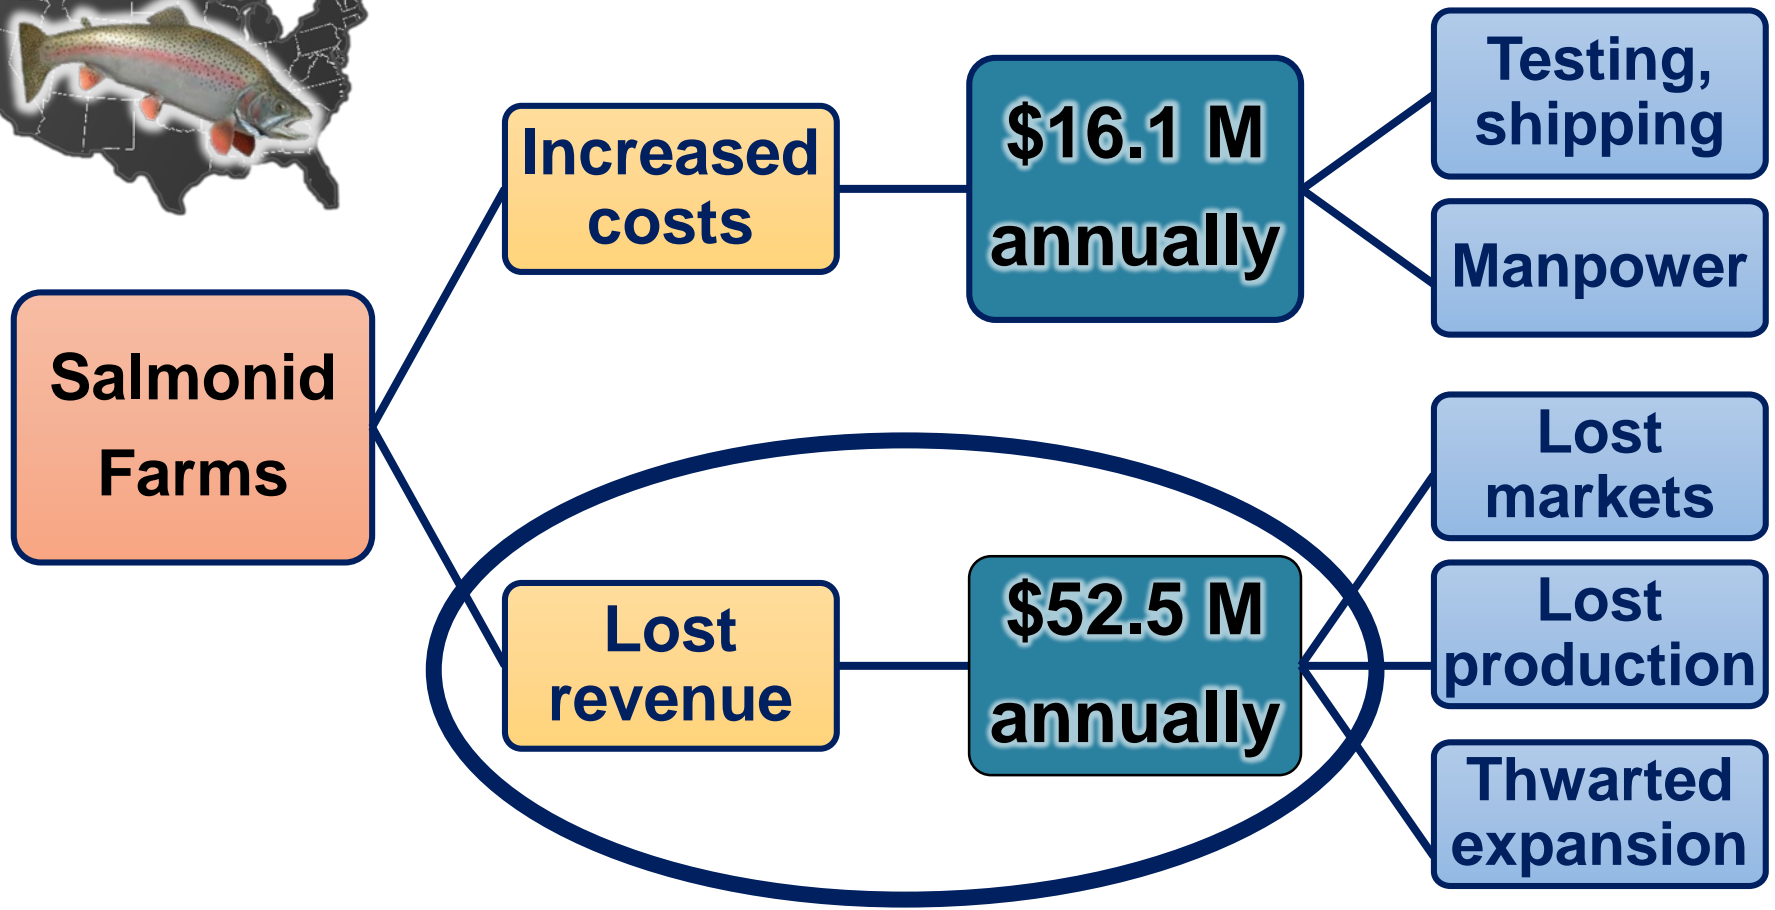 Salmonid
Farms
Increased
costs
$16.1 M
annually
Testing,
shipping
Manpower
Lost
revenue
$52.5 M
annually
Lost
markets
Lost
production
Thwarted
expansion